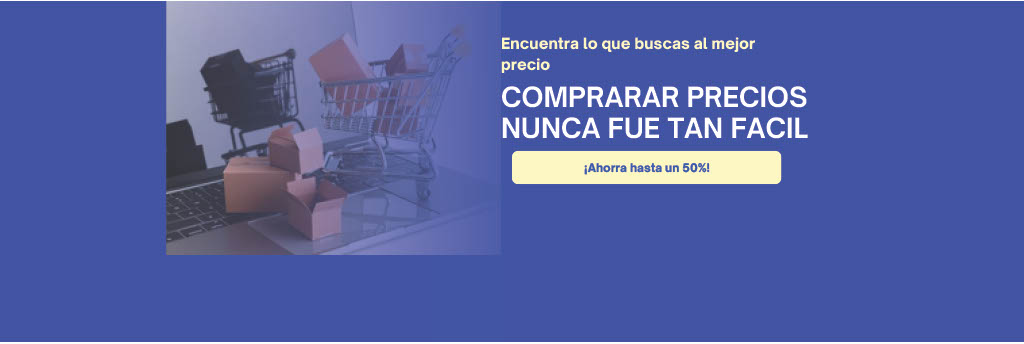 Encuentra lo que buscas al mejor
precio
COMPRARAR PRECIOS
NUNCA FUE TAN FACIL
¡Ahorra hasta un 50%!